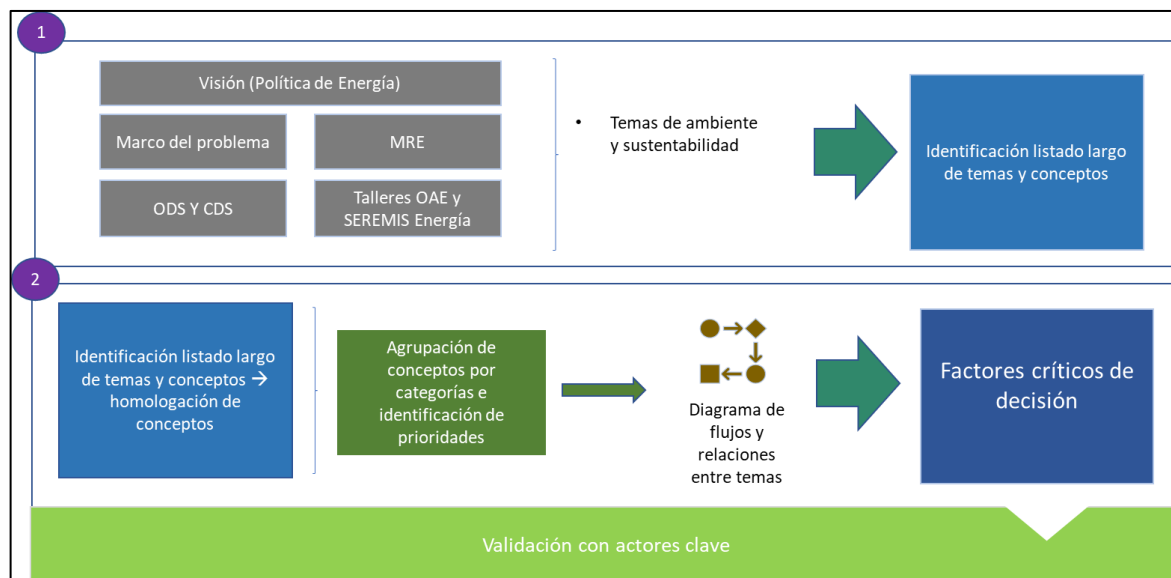 1
Visión (Política de Energía)
Marco del problema
MRE
ODS Y CDS
Talleres OAE y
SEREMIS Energía
• Temas de ambiente
y sustentabilidad
Identificación listado largo
de temas y conceptos
2
Identificación listado largo
de temas y conceptos →
homologación de
conceptos
Agrupación de
conceptos por
categorías e
identificación de
prioridades
Diagrama de
flujos y
relaciones
entre temas
Factores críticos de
decisión
Validación con actores clave